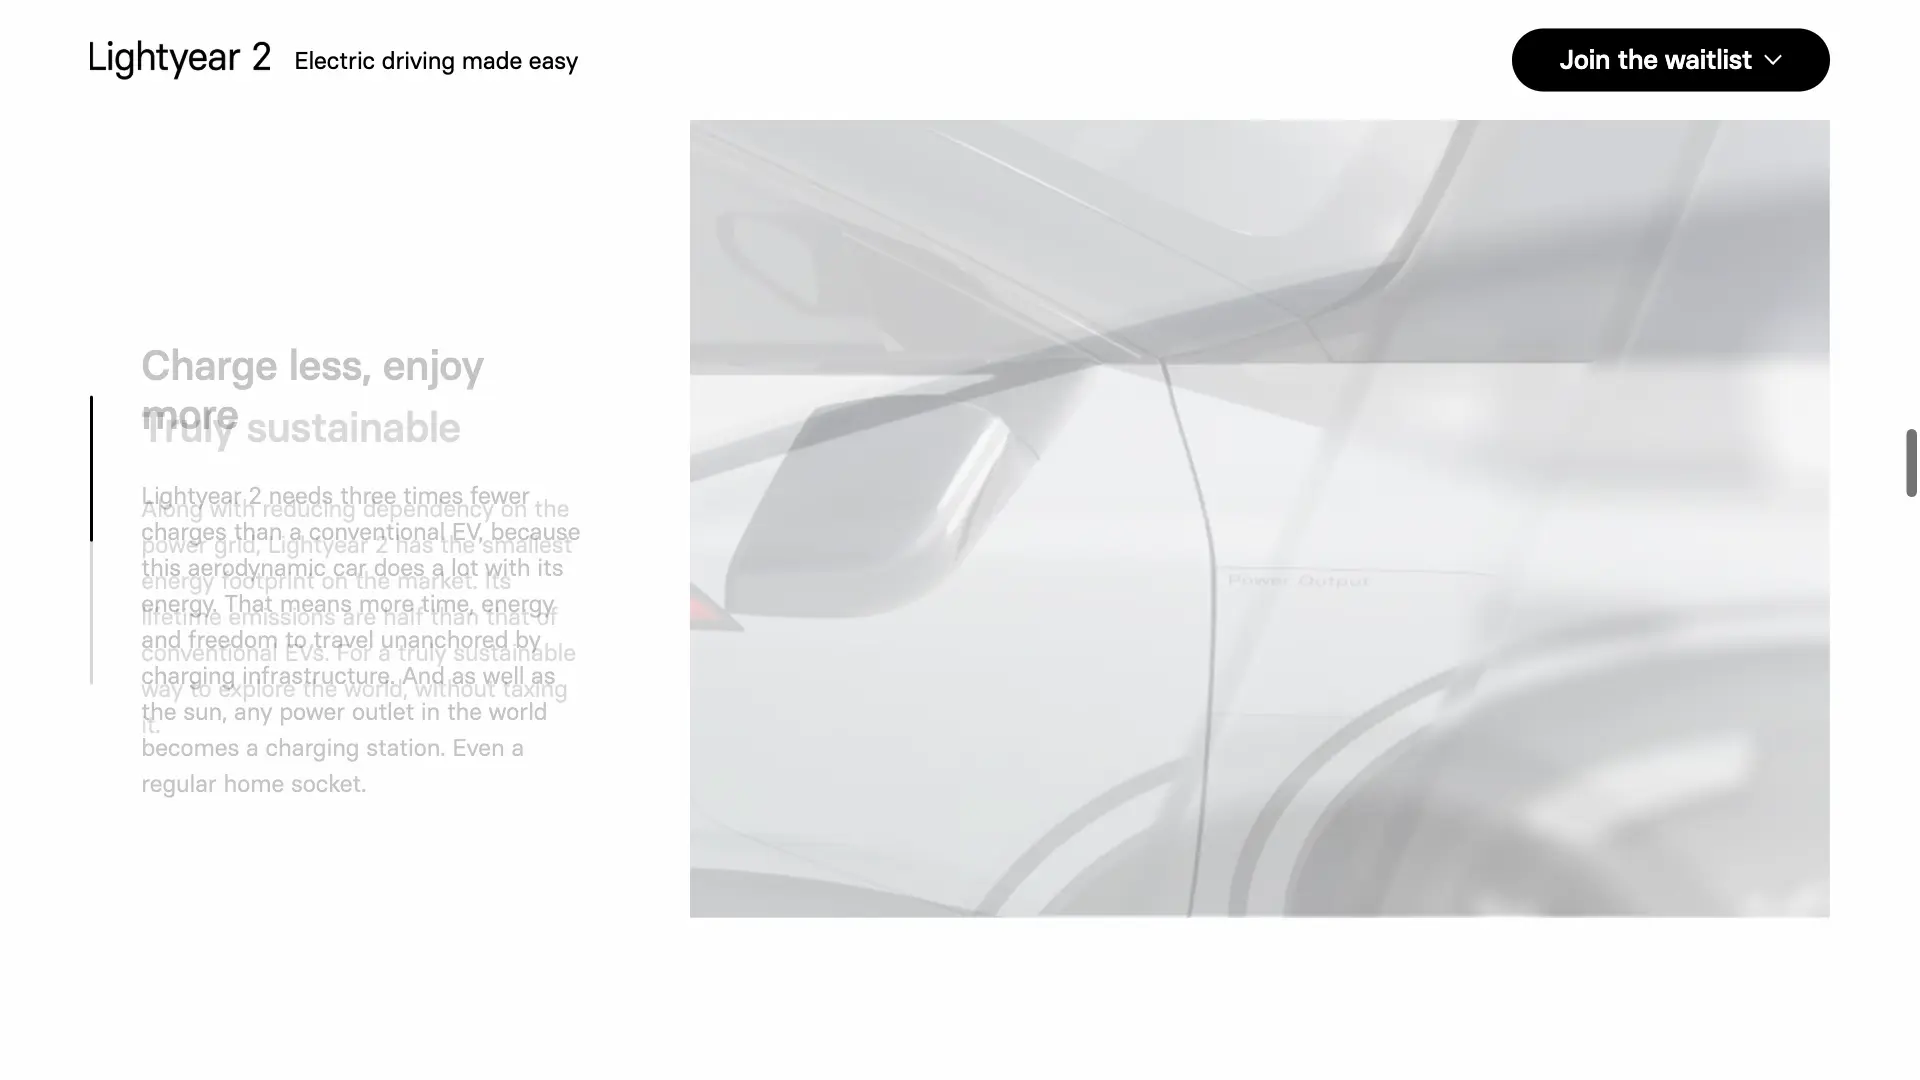 Lightyear 2 Electric driving made easy
Join the waitlist
Charge less, enjoy
more
Truly sustainable
Lightyear 2 needs three times fewer
charges than a conventional EV, because
this aerodynamic car does a lot with its
energy. That means more time, energy
and freedom to travel unanchored by
charging infrastructure. And as well as
the sun, any power outlet in the world
becomes a charging station. Even a
regular home socket.
Along with reducing dependency on the
power grid, Lightyear 2 has the smallest
energy footprint on the market. Its
lifetime emissions are half than that of
conventional EVs. For a truly sustainable
way to explore the world, without taxing
it.
Power Output